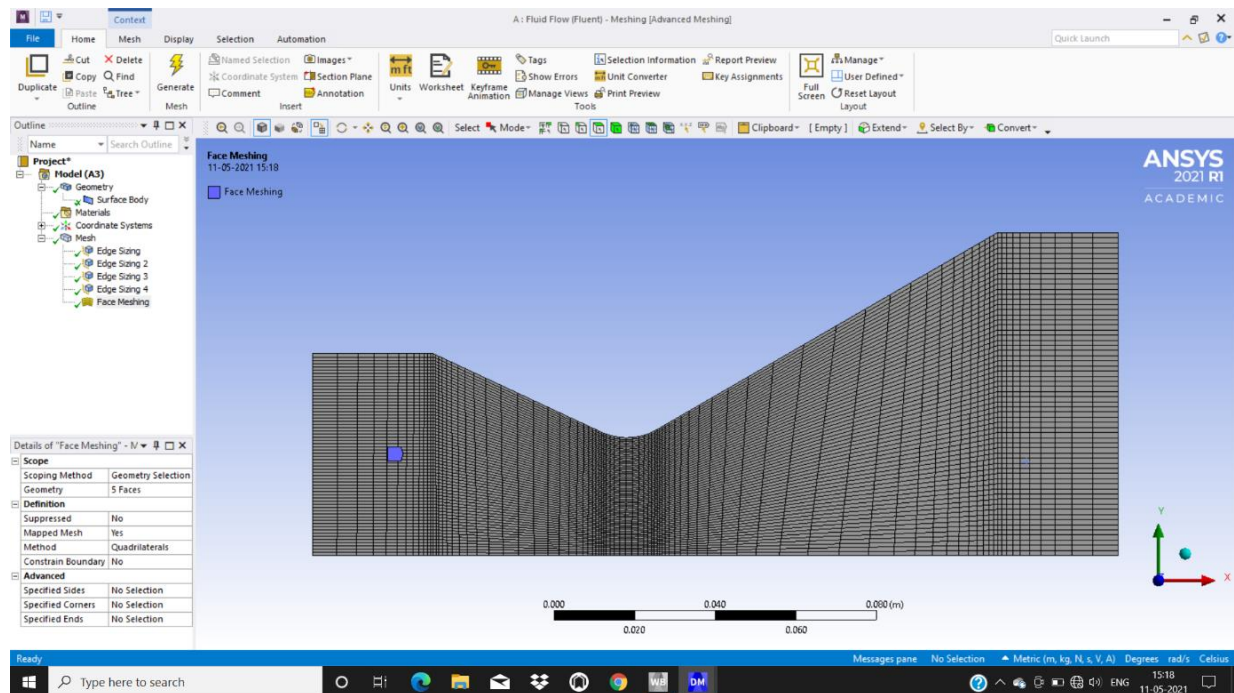 Context
A : Fluid Flow (Fluent) - Meshing [Advanced Meshing]
File Home Mesh Display Selection Automation Quick Launch
Duplicate
Cut
Copy
Paste
Delete
Find
Tree
Outline
Generate
Mesh
Named Selection
Coordinate System
Comment
Images
Section Plane
Annotation
Insert
Units
Worksheet
Keyframe
Animation
Tags
Show Errors
Manage Views
Selection Information
Unit Converter
Print Preview
Report Preview
Key Assignments
Tools
Full
Screen
Manage
User Defined
Reset Layout
Layout
Outline
Select Mode Clipboard [ Empty ] Extend Select By Convert
Name Search Outline
Project*
Model (A3)
Geometry
Surface Body
Materials
Coordinate Systems
Mesh
Edge Sizing
Edge Sizing 2
Edge Sizing 3
Edge Sizing 4
Face Meshing
Face Meshing
11-05-2021 15:18
Face Meshing
ANSYS
2021 R1
ACADEMIC
Details of "Face Meshing" - M
Scope
Scoping Method Geometry Selection
Geometry 5 Faces
Definition
Suppressed No
Mapped Mesh Yes
Method Quadrilaterals
Constrain Boundary No
Advanced
Specified Sides No Selection
Specified Corners No Selection
Specified Ends No Selection
Y
X
0.000 0.040 0.080 (m)
0.020 0.060
Ready Messages pane No Selection Metric (m, kg, N, s, V, A) Degrees rad/s Celsius
Type here to search
WB
DM
ENG
15:18
11-05-2021